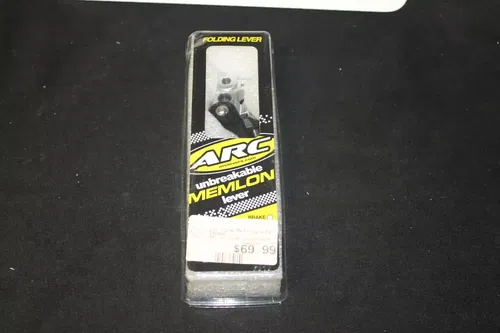 FOLDING LEVER
ARC
unbreakable
MEMLON
lever
BRAKE
$69.99